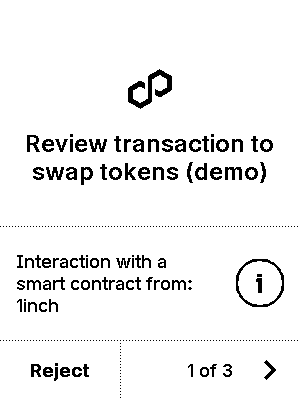 Review transaction to
swap tokens (demo)
Interaction with a
smart contract from:
1inch
i
Reject
1 of 3